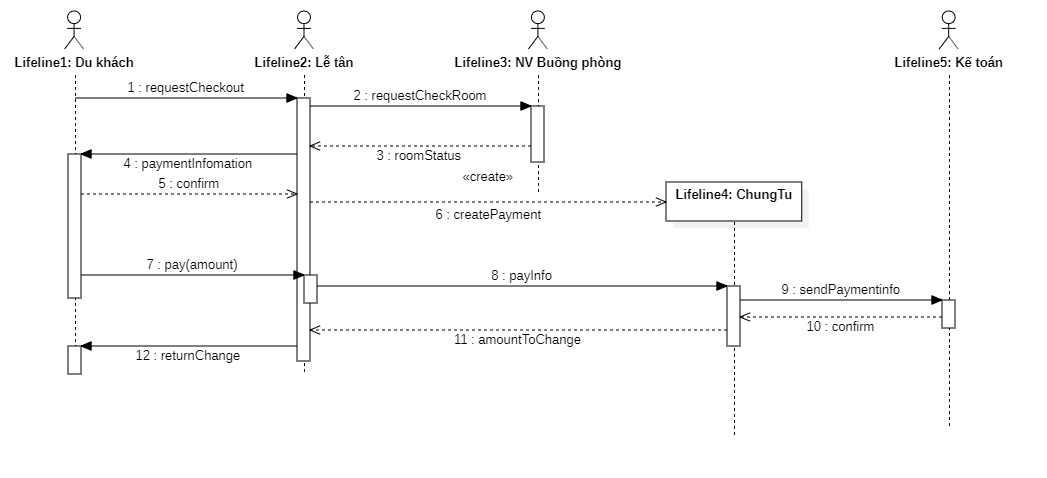 Lifeline1: Du khách
Lifeline2: Lễ tân
Lifeline3: NV Buồng phòng
Lifeline5: Kế toán
1 : requestCheckout
2 : requestCheckRoom
3 : roomStatus
4 : paymentInfomation
«create»
5 : confirm
Lifeline4: ChungTu
6 : createPayment
7 : pay(amount)
8 : payInfo
9 : sendPaymentinfo
10 : confirm
11 : amountToChange
12 : returnChange